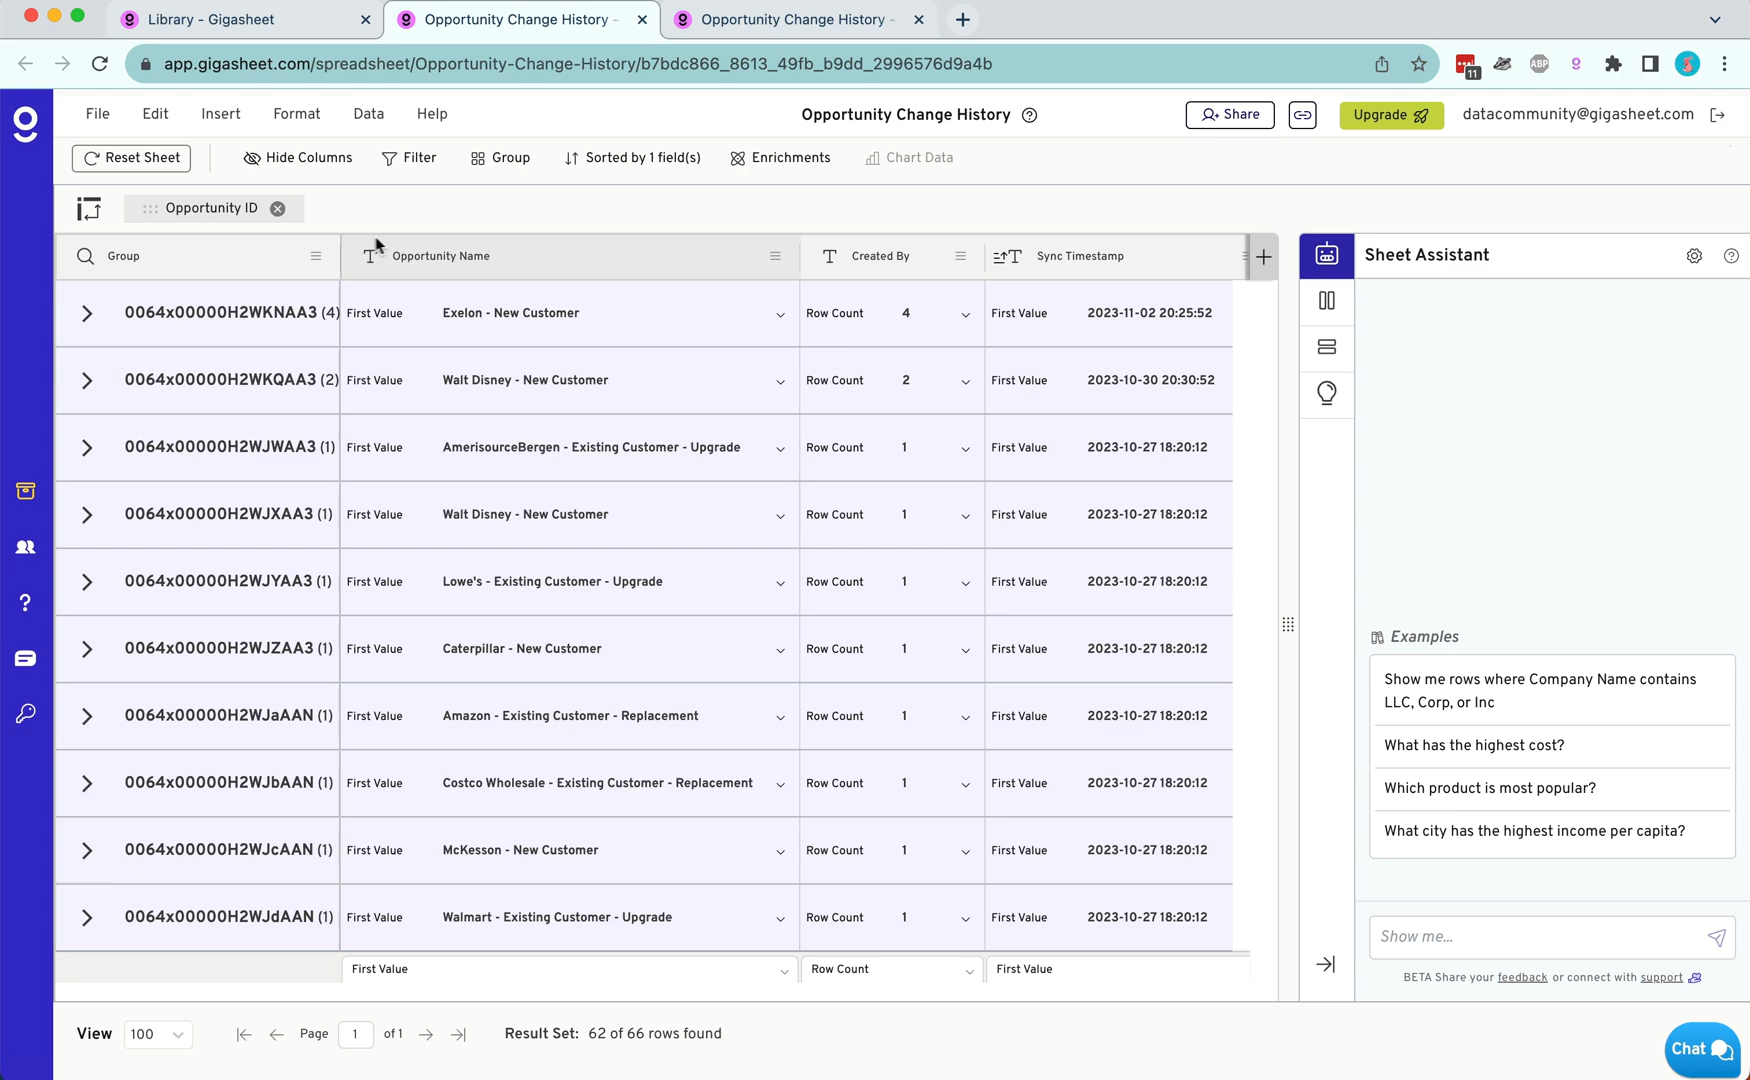 Library - Gigasheet
Opportunity Change History -
Opportunity Change History -
app.gigasheet.com/spreadsheet/Opportunity-Change-History/b7bdc866_8613_49fb_b9dd_2996576d9a4b
11
ABP
File Edit Insert Format Data Help
Opportunity Change History
Share
Upgrade
datacommunity@gigasheet.com
Reset Sheet
Hide Columns
Filter
Group
Sorted by 1 field(s)
Enrichments
Chart Data
Opportunity ID
Group
Opportunity Name
Created By
Sync Timestamp
0064x00000H2WKNAA3 (4) First Value Exelon - New Customer Row Count 4 First Value 2023-11-02 20:25:52
0064x00000H2WKQAA3 (2) First Value Walt Disney - New Customer Row Count 2 First Value 2023-10-30 20:30:52
0064x00000H2WJWAA3 (1) First Value AmerisourceBergen - Existing Customer - Upgrade Row Count 1 First Value 2023-10-27 18:20:12
0064x00000H2WJXAA3 (1) First Value Walt Disney - New Customer Row Count 1 First Value 2023-10-27 18:20:12
0064x00000H2WJYAA3 (1) First Value Lowe's - Existing Customer - Upgrade Row Count 1 First Value 2023-10-27 18:20:12
0064x00000H2WJZAA3 (1) First Value Caterpillar - New Customer Row Count 1 First Value 2023-10-27 18:20:12
0064x00000H2WJaAAN (1) First Value Amazon - Existing Customer - Replacement Row Count 1 First Value 2023-10-27 18:20:12
0064x00000H2WJbAAN (1) First Value Costco Wholesale - Existing Customer - Replacement Row Count 1 First Value 2023-10-27 18:20:12
0064x00000H2WJcAAN (1) First Value McKesson - New Customer Row Count 1 First Value 2023-10-27 18:20:12
0064x00000H2WJdAAN (1) First Value Walmart - Existing Customer - Upgrade Row Count 1 First Value 2023-10-27 18:20:12
First Value Row Count First Value
View 100 Page 1 of 1 Result Set: 62 of 66 rows found
Sheet Assistant
Examples
Show me rows where Company Name contains
LLC, Corp, or Inc
What has the highest cost?
Which product is most popular?
What city has the highest income per capita?
Show me...
BETA Share your feedback or connect with support
Chat